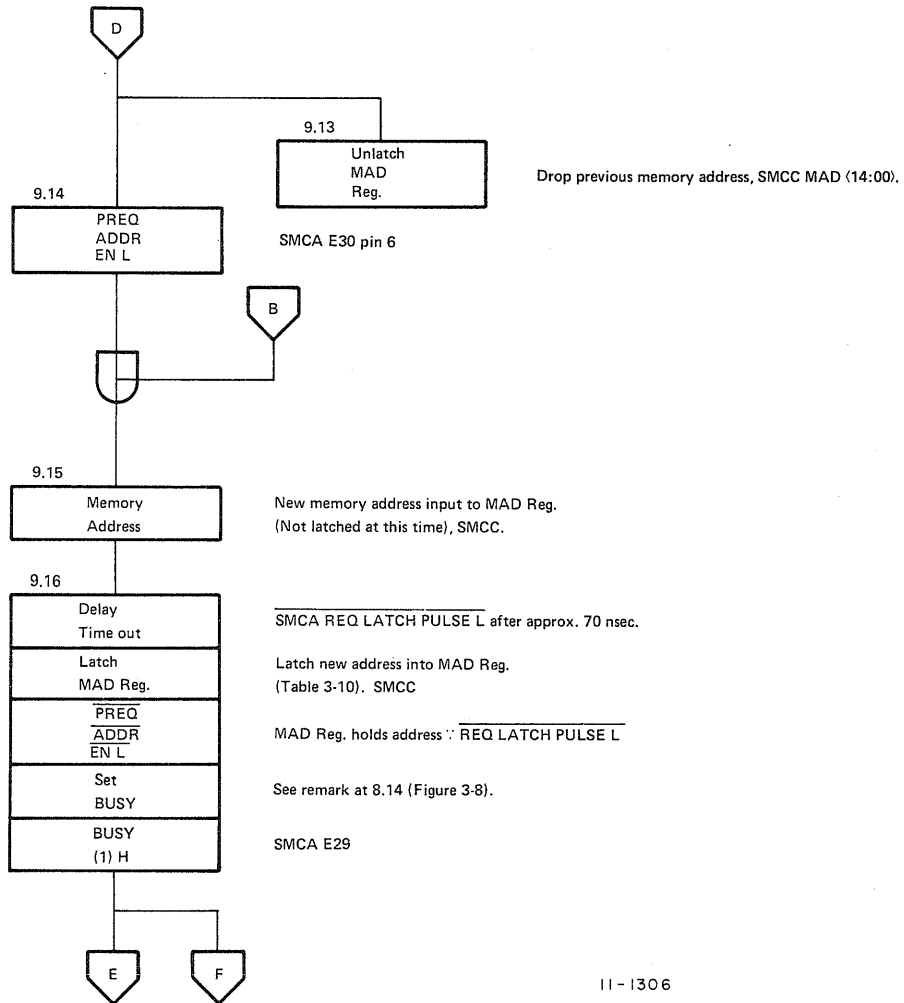 D
9.13
Unlatch
MAD
Reg.
Drop previous memory address, SMCC MAD ⟨14:00⟩.
9.14
PREQ
ADDR
EN L
SMCA E30 pin 6
B
9.15
Memory
Address
New memory address input to MAD Reg.
(Not latched at this time), SMCC.
9.16
Delay
Time out
SMCA REQ LATCH PULSE L after approx. 70 nsec.
Latch
MAD Reg.
Latch new address into MAD Reg.
(Table 3-10). SMCC
PREQ
ADDR
EN L
MAD Reg. holds address ∵ REQ LATCH PULSE L
Set
BUSY
See remark at 8.14 (Figure 3-8).
BUSY
(1) H
SMCA E29
E
F
11-1306